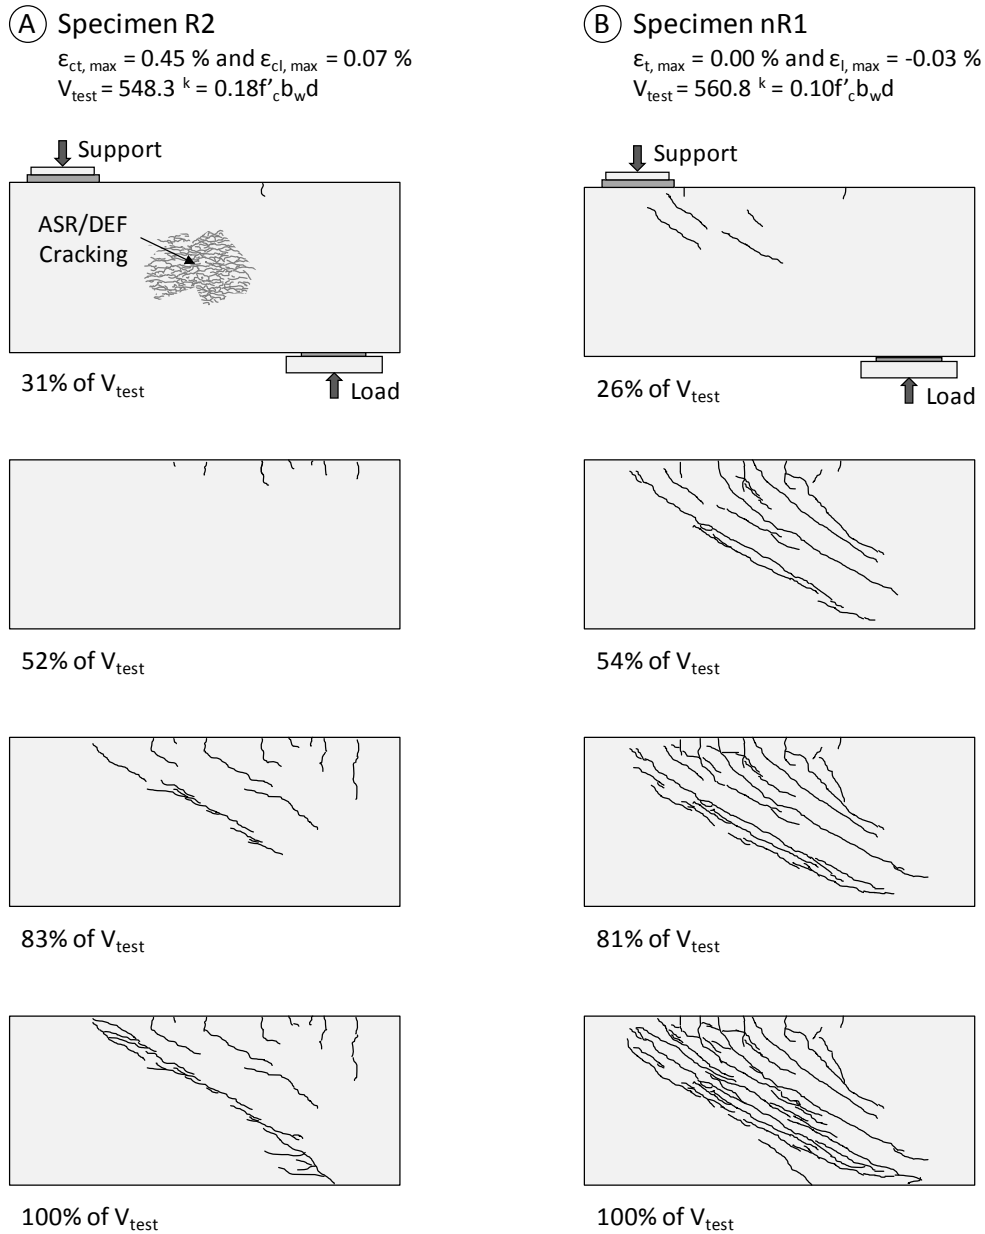 A Specimen R2
εct, max = 0.45 % and εcl, max = 0.07 %
Vtest = 548.3 k = 0.18f'cbwd
Support
ASR/DEF
Cracking
31% of Vtest
Load
52% of Vtest
83% of Vtest
100% of Vtest
B Specimen nR1
εt, max = 0.00 % and εl, max = -0.03 %
Vtest = 560.8 k = 0.10f'cbwd
Support
26% of Vtest
Load
54% of Vtest
81% of Vtest
100% of Vtest